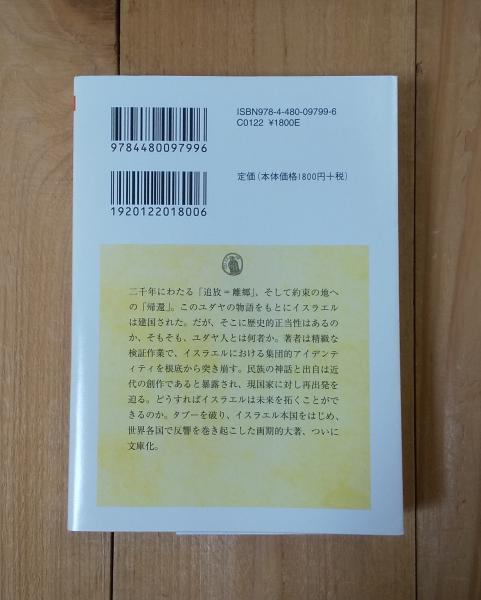 ISBN978-4-480-09799-6
C0122 ¥1800E
9784480097996
定価(本体価格1800円+税)
1920122018006
二千年にわたる「追放=離郷」、そして約束の地へ
の「帰還」。このユダヤの物語をもとにイスラエル
は建国された。だが、そこに歴史的正当性はあるの
か、そもそも、ユダヤ人とは何者か。著者は精緻な
検証作業で、イスラエルにおける集団的アイデンテ
ィティを根底から突き崩す。民族の神話と出自は近
代の創作であると暴露され、現国家に対し再出発を
迫る。どうすればイスラエルは未来を拓くことがで
きるのか。タブーを破り、イスラエル本国をはじめ、
世界各国で反響を巻き起こした画期的大著、ついに
文庫化。